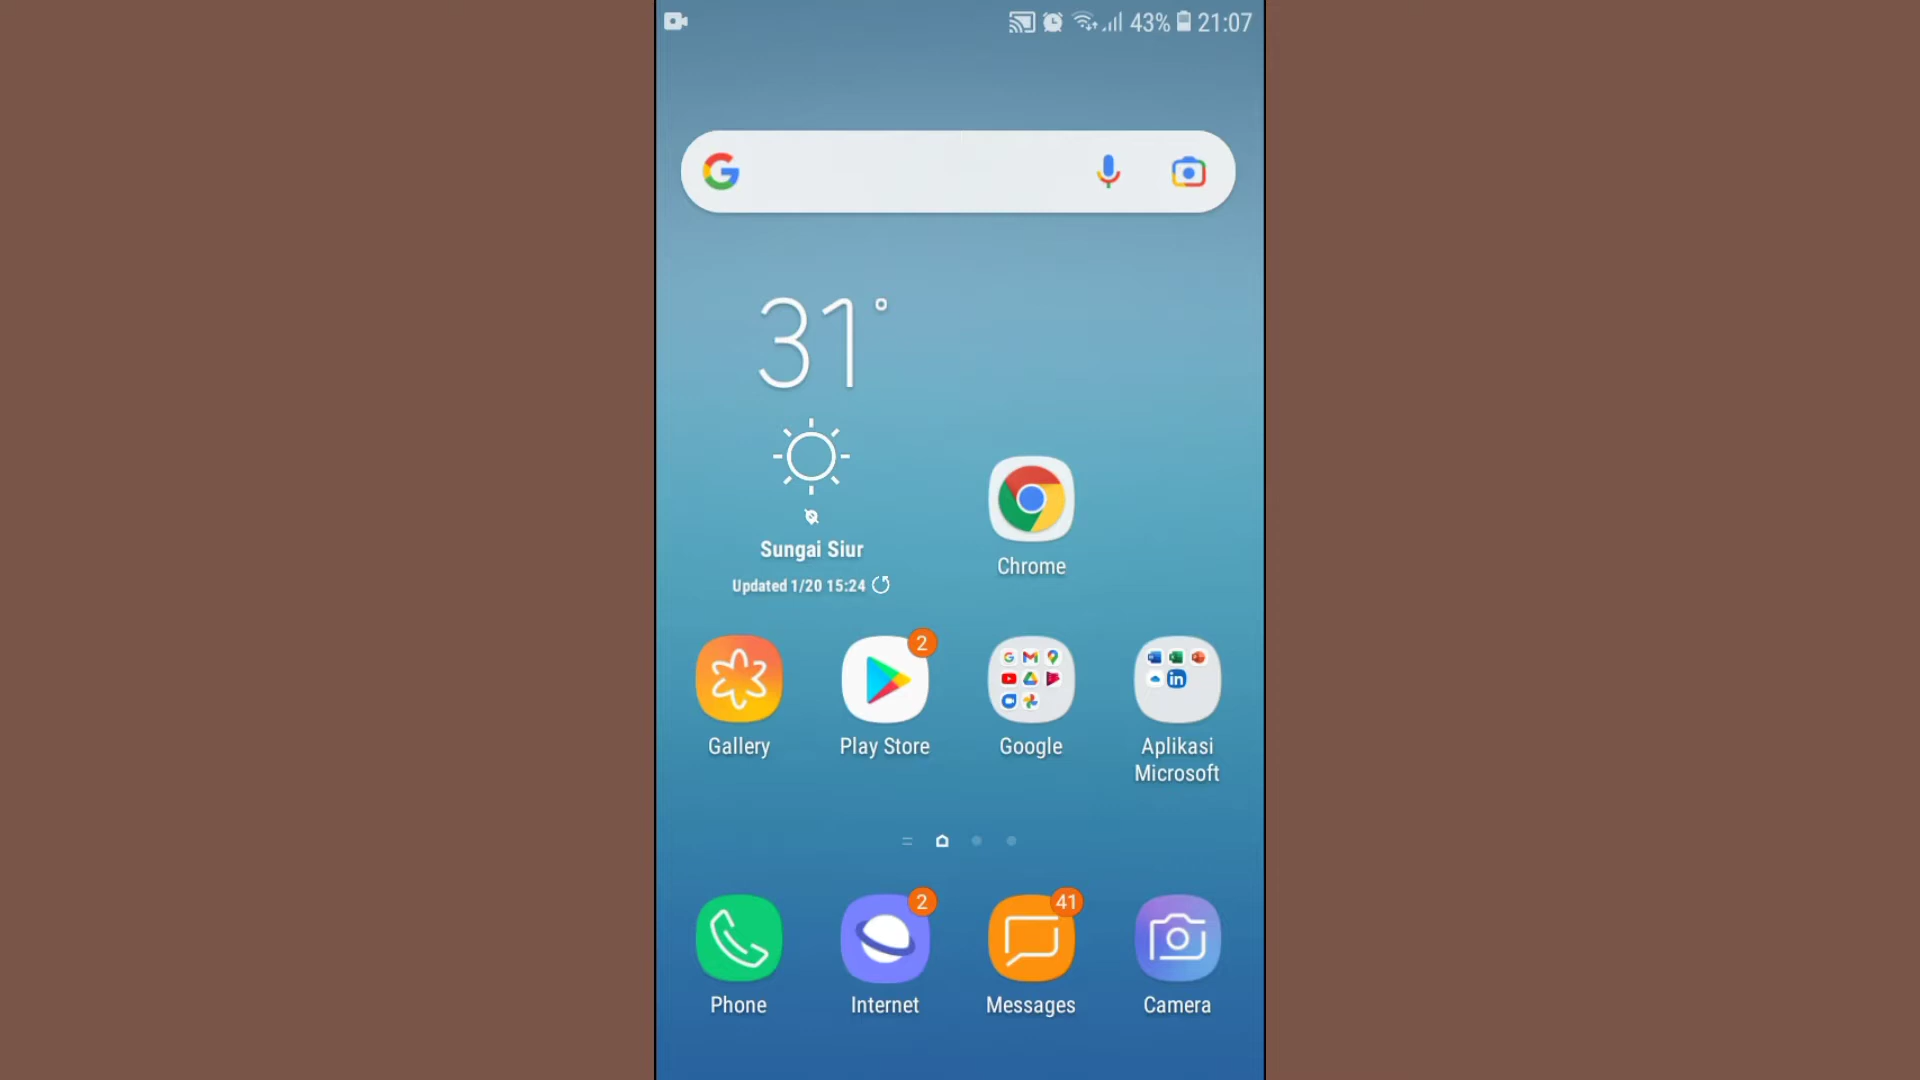 43% 21:07
31°
Sungai Siur
Updated 1/20 15:24
Chrome
2
Gallery
Play Store
Google
Aplikasi
Microsoft
2
41
Phone
Internet
Messages
Camera